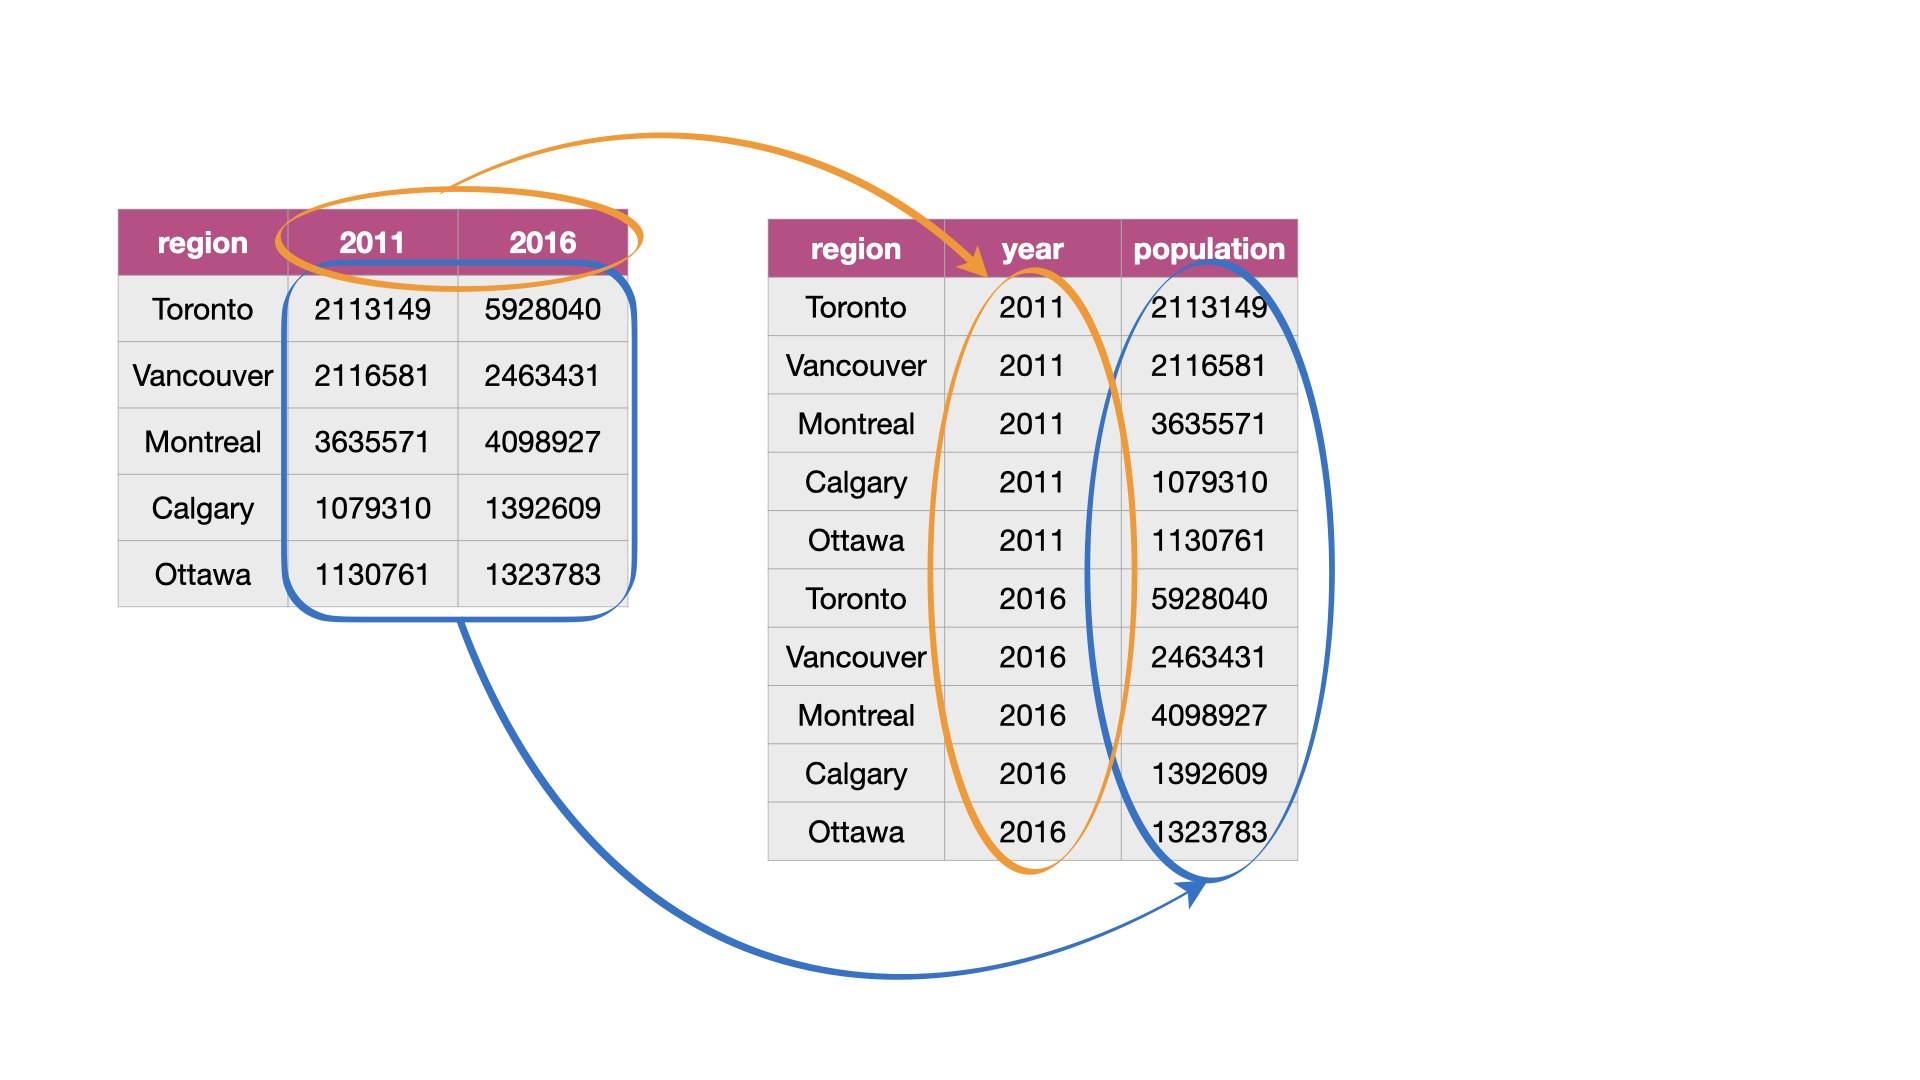 region 2011 2016
Toronto 2113149 5928040
Vancouver 2116581 2463431
Montreal 3635571 4098927
Calgary 1079310 1392609
Ottawa 1130761 1323783
region year population
Toronto 2011 2113149
Vancouver 2011 2116581
Montreal 2011 3635571
Calgary 2011 1079310
Ottawa 2011 1130761
Toronto 2016 5928040
Vancouver 2016 2463431
Montreal 2016 4098927
Calgary 2016 1392609
Ottawa 2016 1323783